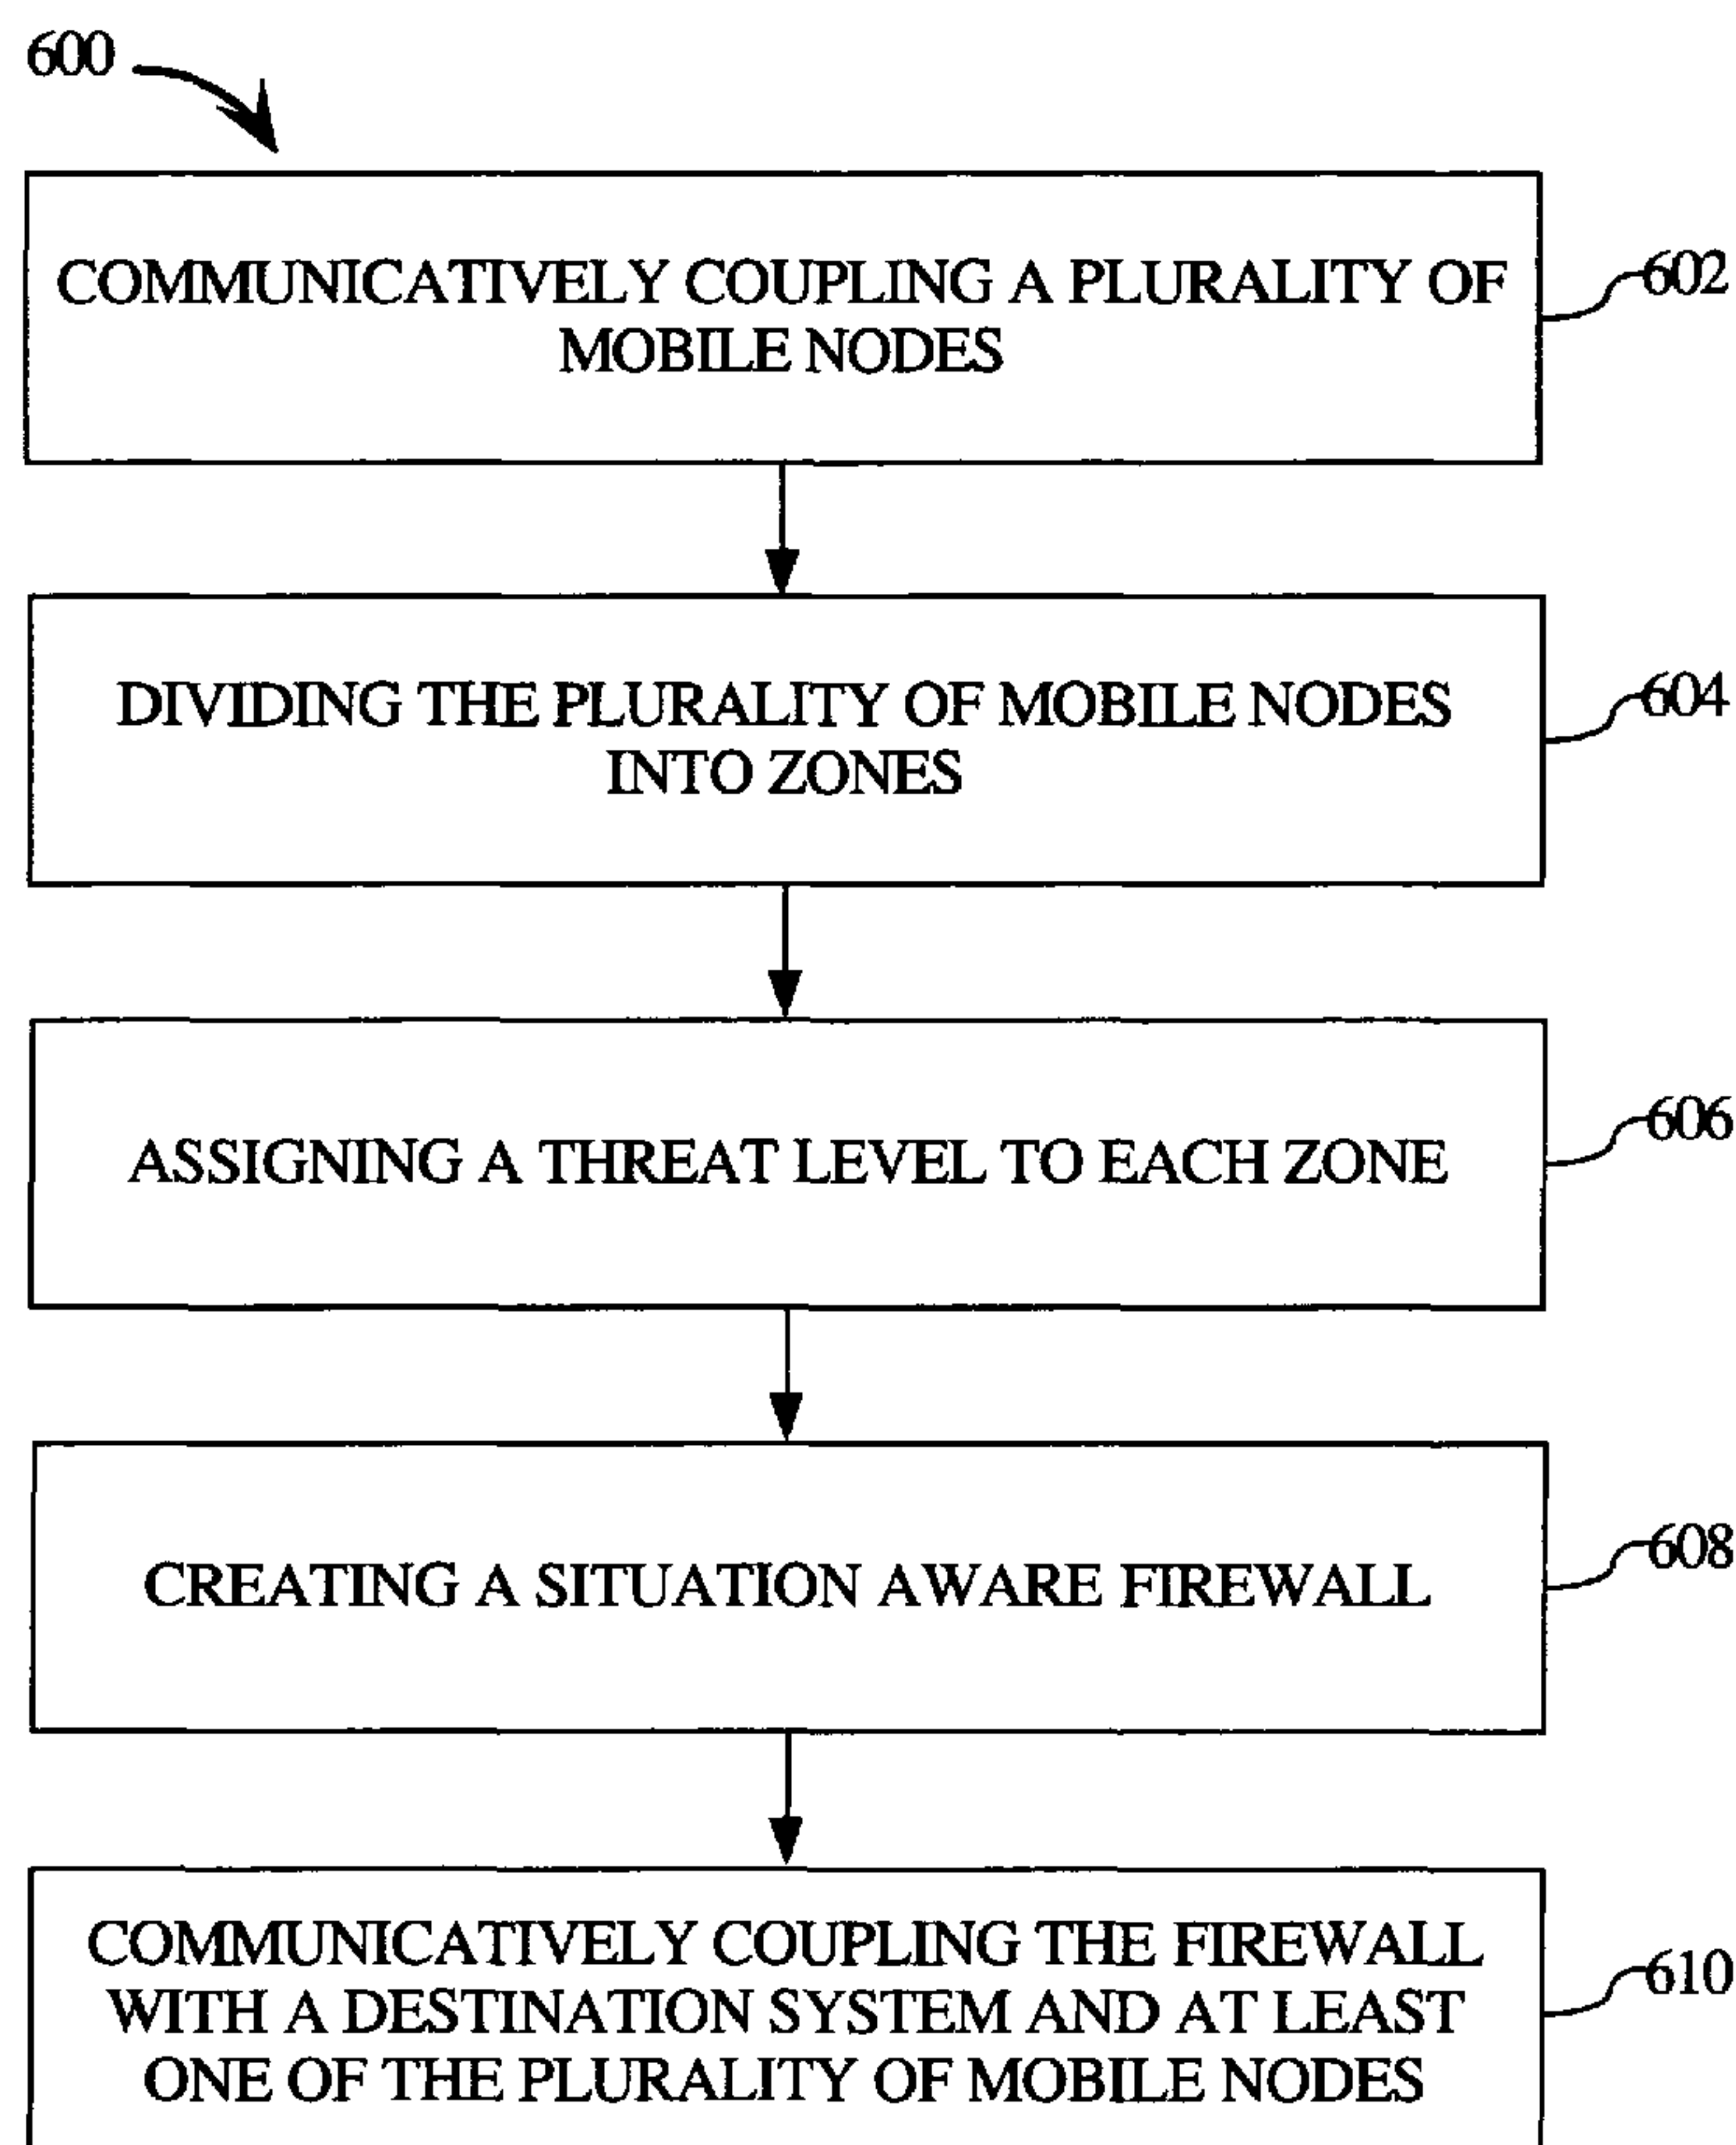 600
COMMUNICATIVELY COUPLING A PLURALITY OF
MOBILE NODES
602
DIVIDING THE PLURALITY OF MOBILE NODES
INTO ZONES
604
ASSIGNING A THREAT LEVEL TO EACH ZONE
606
CREATING A SITUATION AWARE FIREWALL
608
COMMUNICATIVELY COUPLING THE FIREWALL
WITH A DESTINATION SYSTEM AND AT LEAST
ONE OF THE PLURALITY OF MOBILE NODES
610